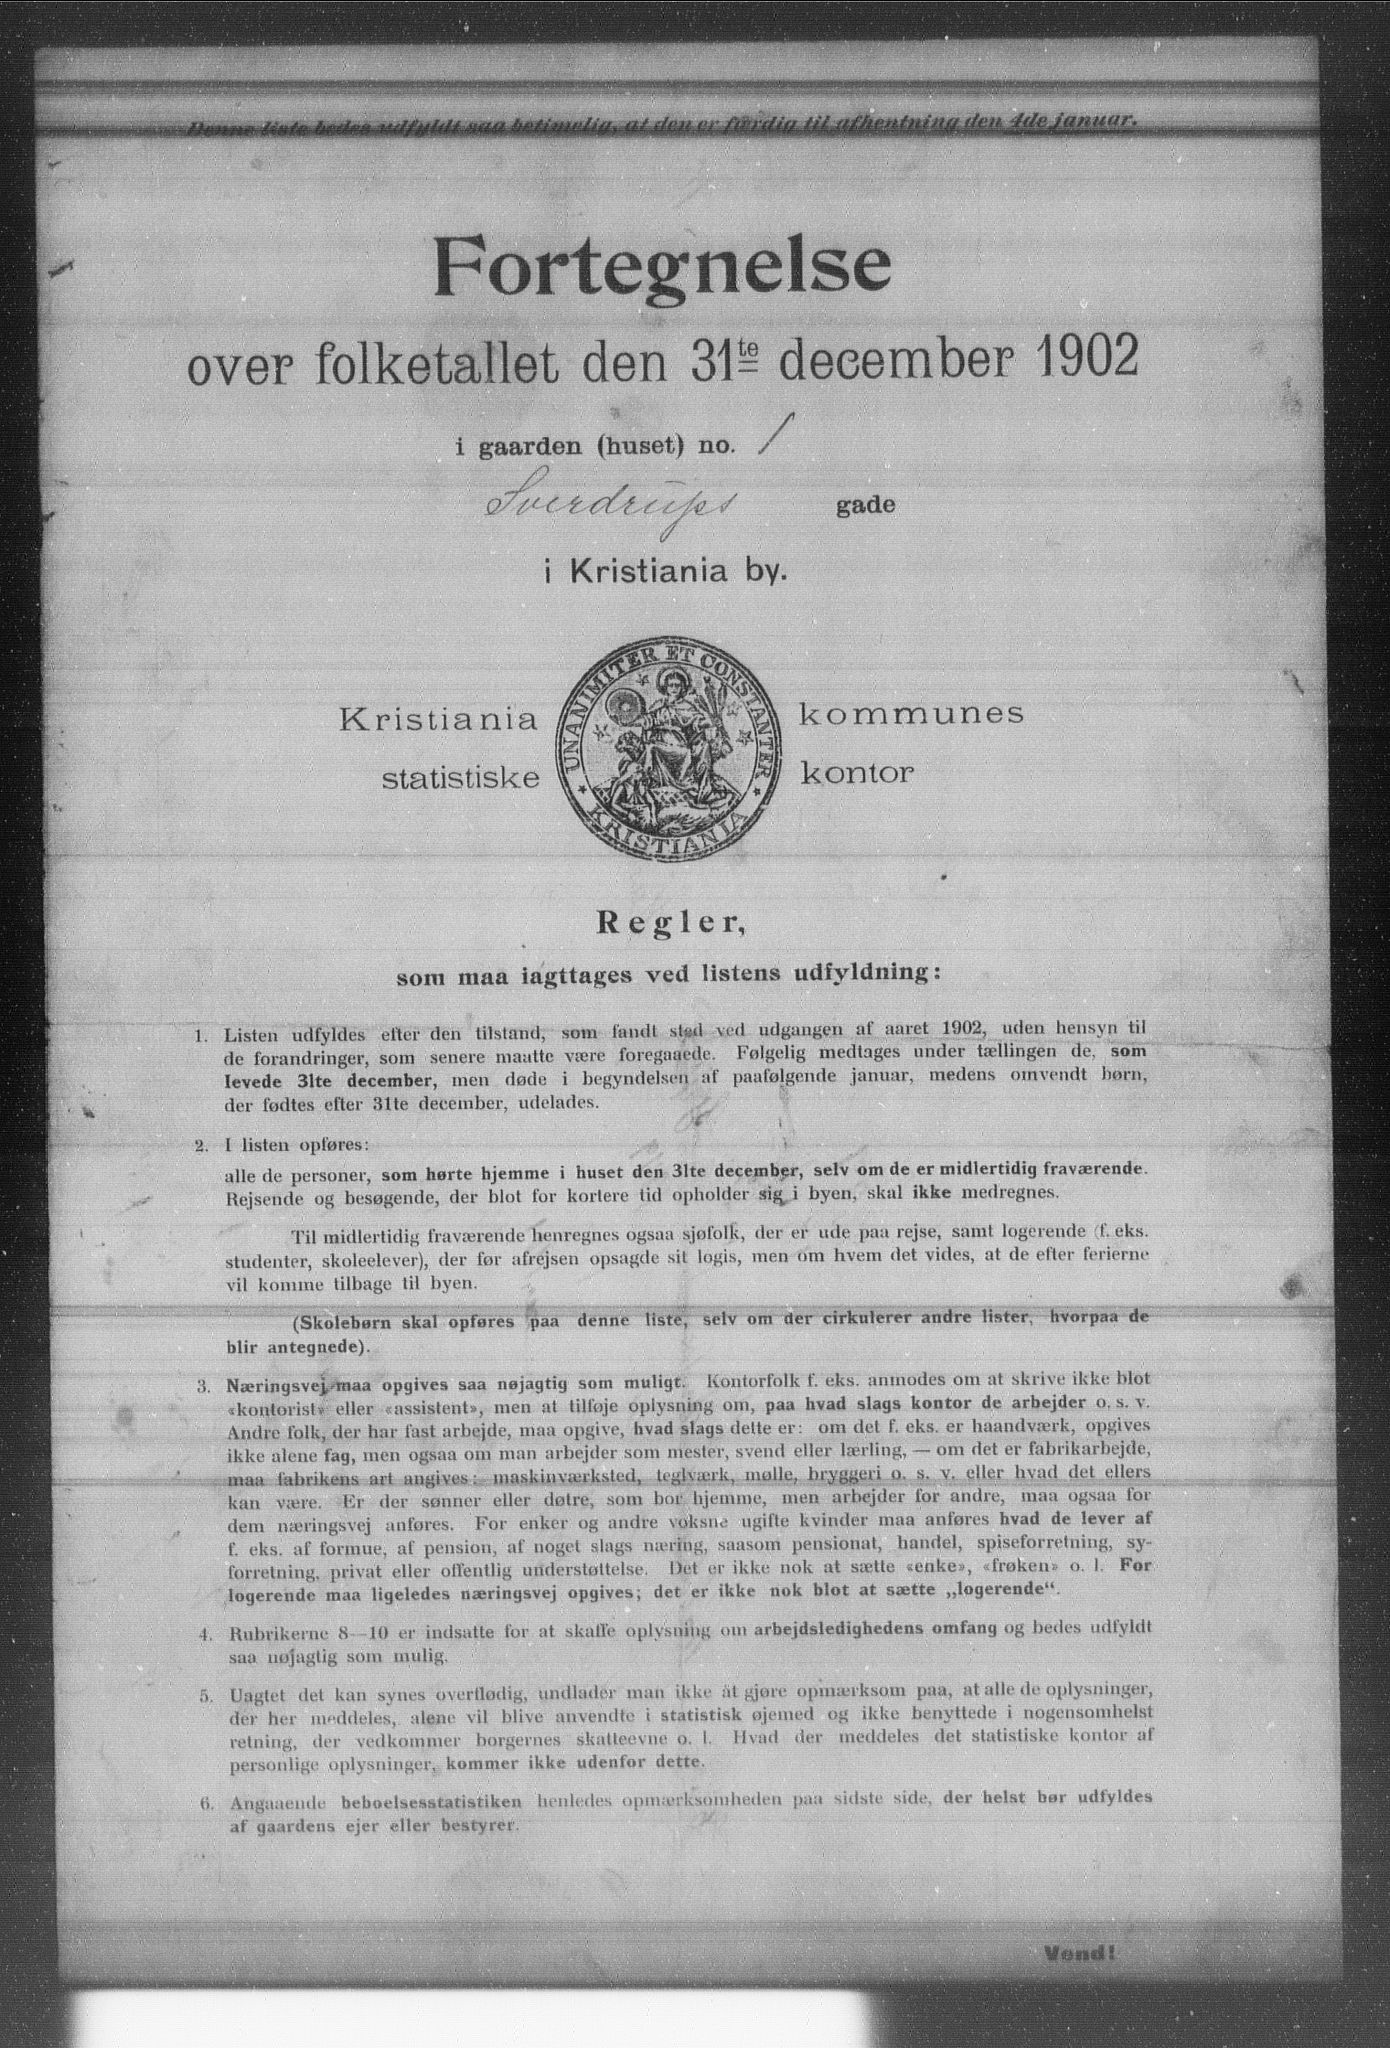 Denne liste bedes udfyldt saa betimelig, at den er færdig til afhentning den 4de januar.
Fortegnelse
over folketallet den 31te december 1902
i gaarden (huset) no. 1
Sverdrups gade
i Kristiania by.
Kristiania kommunes
statistiske kontor
UNANIMITER ET CONSTANTER
KRISTIANIA
Regler,
som maa iagttages ved listens udfyldning:
1. Listen udfyldes efter den tilstand, som fandt sted ved udgangen af aaret 1902, uden hensyn til
de forandringer, som senere maatte være foregaaede. Følgelig medtages under tællingen de, som
levede 31te december, men døde i begyndelsen af paafølgende januar, medens omvendt børn,
der fødtes efter 31te december, udelades.
2. I listen opføres:
alle de personer, som hørte hjemme i huset den 31te december, selv om de er midlertidig fraværende.
Rejsende og besøgende, der blot for kortere tid opholder sig i byen, skal ikke medregnes.
Til midlertidig fraværende henregnes ogsaa sjøfolk, der er ude paa rejse, samt logerende (f. eks.
studenter, skoleelever), der før afrejsen opsagde sit logis, men om hvem det vides, at de efter ferierne
vil komme tilbage til byen.
(Skolebørn skal opføres paa denne liste, selv om der cirkulerer andre lister, hvorpaa de
blir antegnede).
3. Næringsvej maa opgives saa nøjagtig som muligt. Kontorfolk f. eks. anmodes om at skrive ikke blot
«kontorist» eller «assistent», men at tilføje oplysning om, paa hvad slags kontor de arbejder o. s. v.
Andre folk, der har fast arbejde, maa opgive, hvad slags dette er: om det f. eks. er haandværk, opgives
ikke alene fag, men ogsaa om man arbejder som mester, svend eller lærling, — om det er fabrikarbejde,
maa fabrikens art angives: maskinværksted, teglværk, mølle, bryggeri o. s. v. eller hvad det ellers
kan være. Er der sønner eller døtre, som bor hjemme, men arbejder for andre, maa ogsaa for
dem næringsvej anføres. For enker og andre voksne ugifte kvinder maa anføres hvad de lever af
f. eks. af formue, af pension, af noget slags næring, saasom pensionat, handel, spiseforretning, sy-
forretning, privat eller offentlig understøttelse. Det er ikke nok at sætte «enke», «frøken» o. l. For
logerende maa ligeledes næringsvej opgives; det er ikke nok blot at sætte „logerende“.
4. Rubrikerne 8—10 er indsatte for at skaffe oplysning om arbejdsledighedens omfang og bedes udfyldt
saa nøjagtig som mulig.
5. Uagtet det kan synes overflødig, undlader man ikke at gjøre opmærksom paa, at alle de oplysninger,
der her meddeles, alene vil blive anvendte i statistisk øjemed og ikke benyttede i nogensomhelst
retning, der vedkommer borgernes skatteevne o. l. Hvad der meddeles det statistiske kontor af
personlige oplysninger, kommer ikke udenfor dette.
6. Angaaende beboelsesstatistiken henledes opmærksomheden paa sidste side, der helst bør udfyldes
af gaardens ejer eller bestyrer.
Vend!